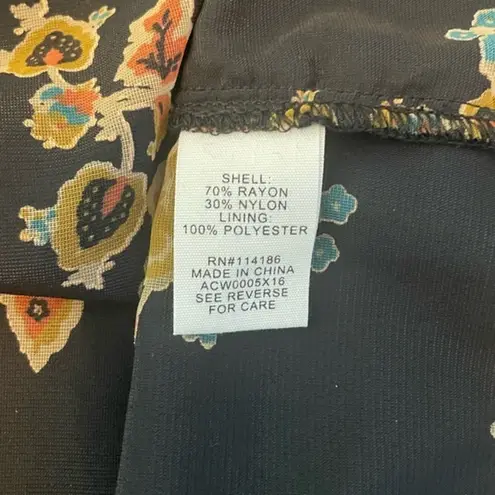 SHELL:
70% RAYON
30% NYLON
LINING:
100% POLYESTER
RN#114186
MADE IN CHINA
ACW0005X16
SEE REVERSE
FOR CARE